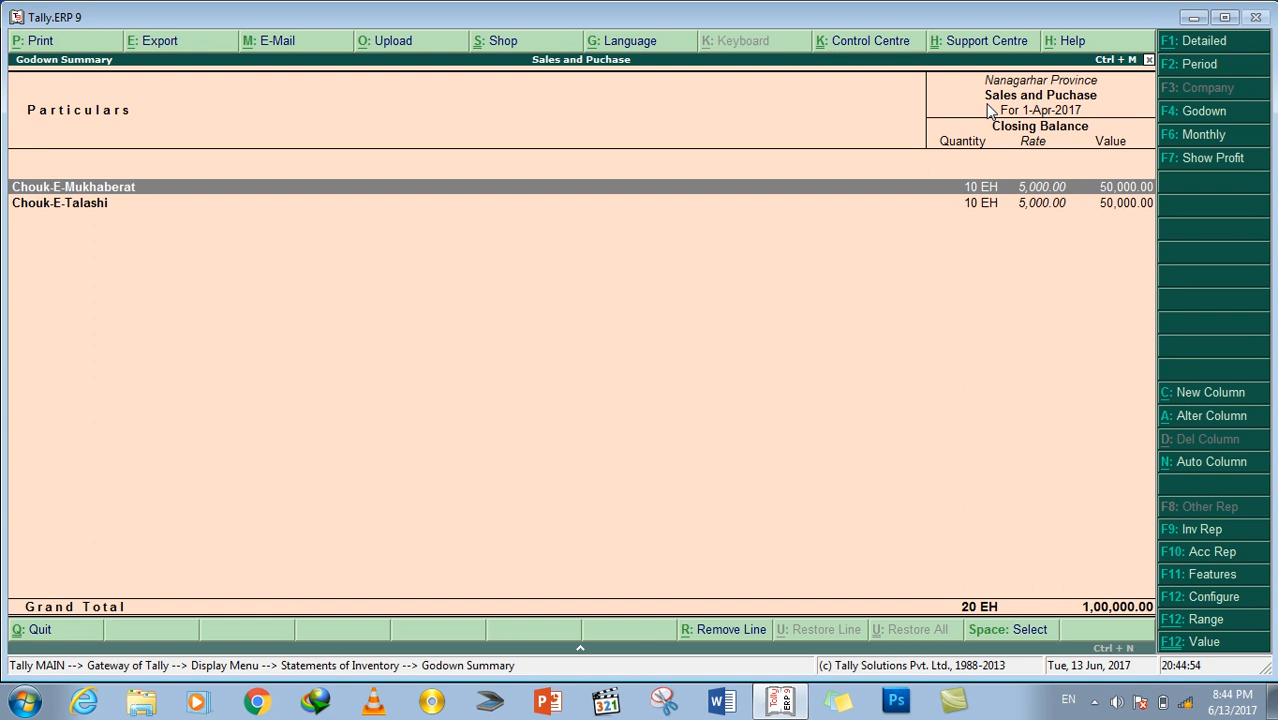 Tally.ERP 9
P: Print E: Export M: E-Mail O: Upload S: Shop G: Language K: Keyboard K: Control Centre H: Support Centre H: Help
Godown Summary Sales and Puchase Ctrl + M
Particulars
Nanagarhar Province
Sales and Puchase
For 1-Apr-2017
Closing Balance
Quantity Rate Value
Chouk-E-Mukhaberat 10 EH 5,000.00 50,000.00
Chouk-E-Talashi 10 EH 5,000.00 50,000.00
Grand Total 20 EH 1,00,000.00
F1: Detailed
F2: Period
F3: Company
F4: Godown
F6: Monthly
F7: Show Profit
C: New Column
A: Alter Column
D: Del Column
N: Auto Column
F8: Other Rep
F9: Inv Rep
F10: Acc Rep
F11: Features
F12: Configure
F12: Range
F12: Value
Q: Quit R: Remove Line U: Restore Line U: Restore All Space: Select
Ctrl + N
Tally MAIN --> Gateway of Tally --> Display Menu --> Statements of Inventory --> Godown Summary (c) Tally Solutions Pvt. Ltd., 1988-2013 Tue, 13 Jun, 2017 20:44:54
EN 8:44 PM
6/13/2017